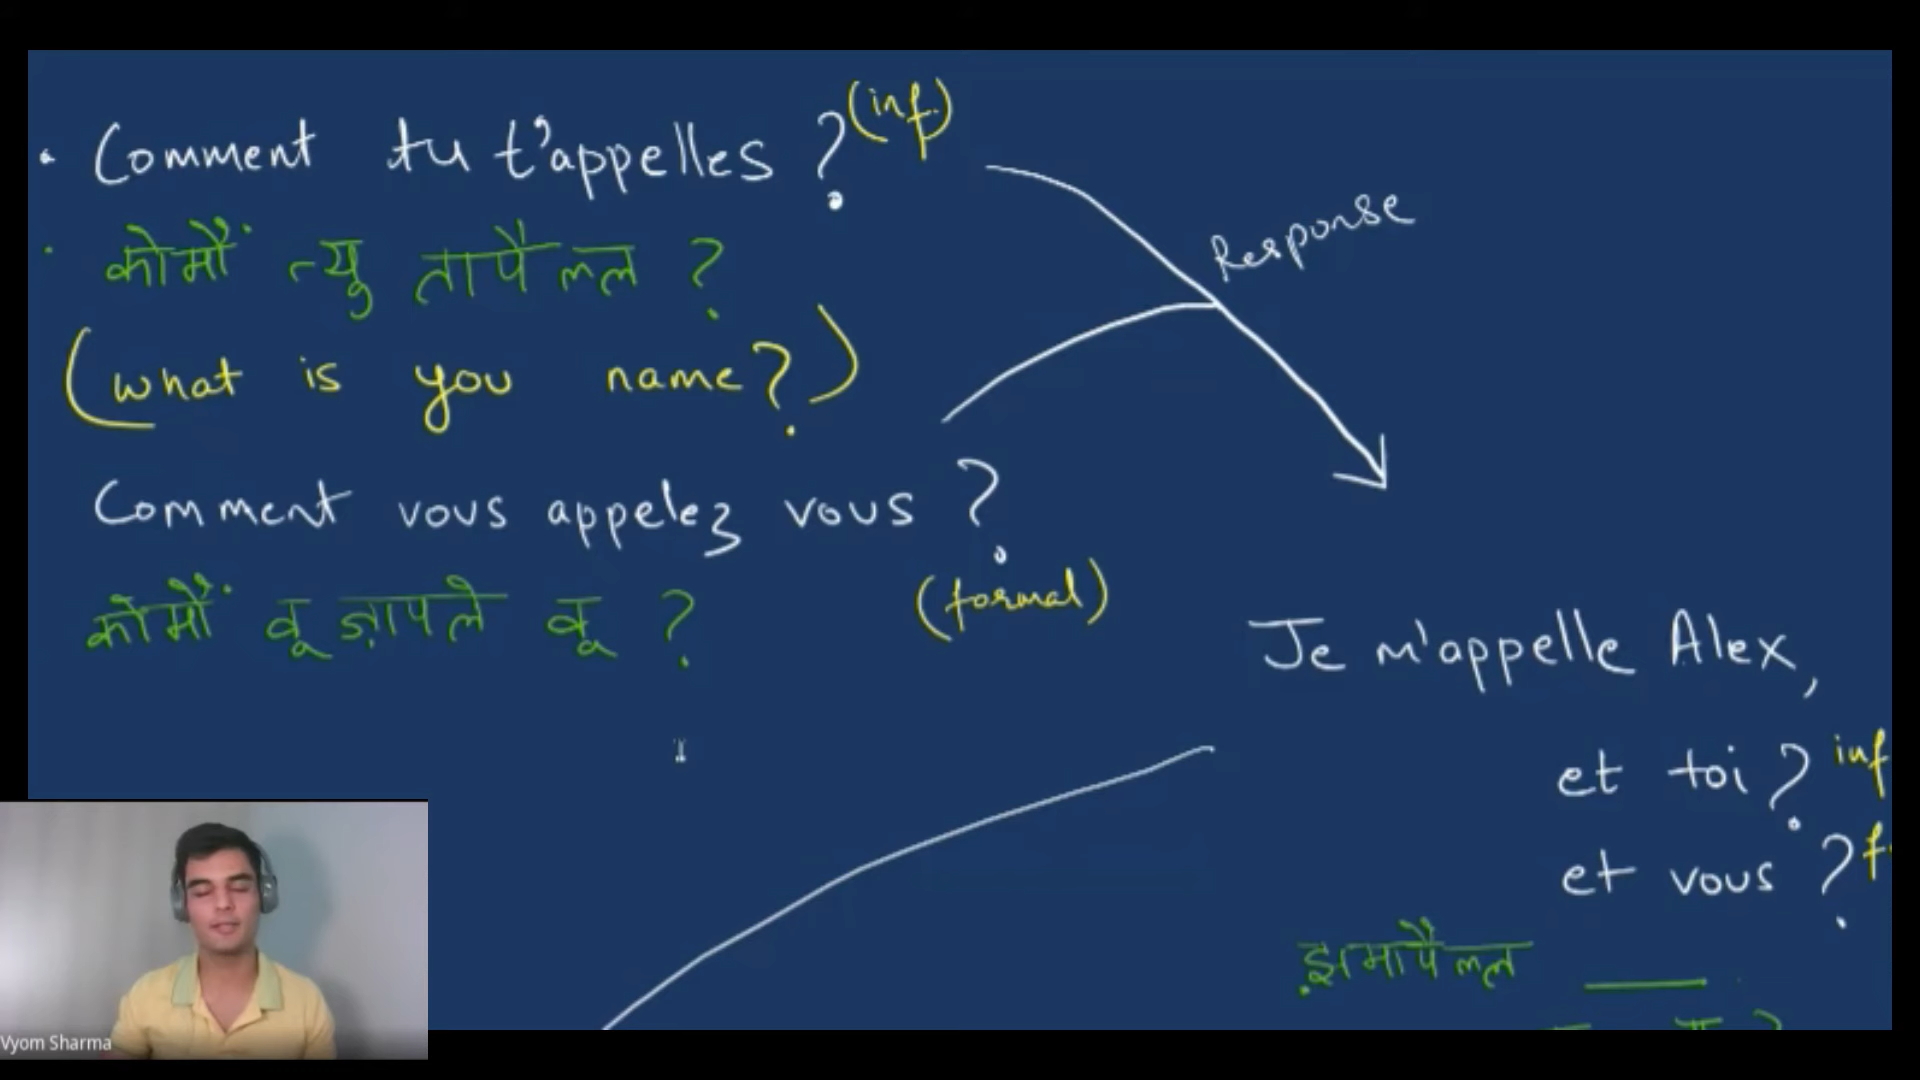 Comment tu t'appelles ? (inf)
कोमौं त्यु तापैल्ल ?
(what is you name?)
Comment vous appelez vous ?
(formal)
कोमौं वू ज़ापले वू ?
Response
Je m'appelle Alex,
et toi ? inf
et vous ? f
झ़मापैल्ल ____
Vyom Sharma